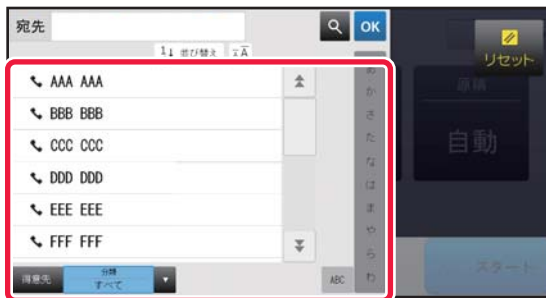 宛先
OK
リセット
並び替え
AAA AAA
BBB BBB
CCC CCC
DDD DDD
EEE EEE
FFF FFF
あ
か
さ
た
な
は
ま
や
ら
わ
原稿
自動
得意先
分類
すべて
ABC
スタート